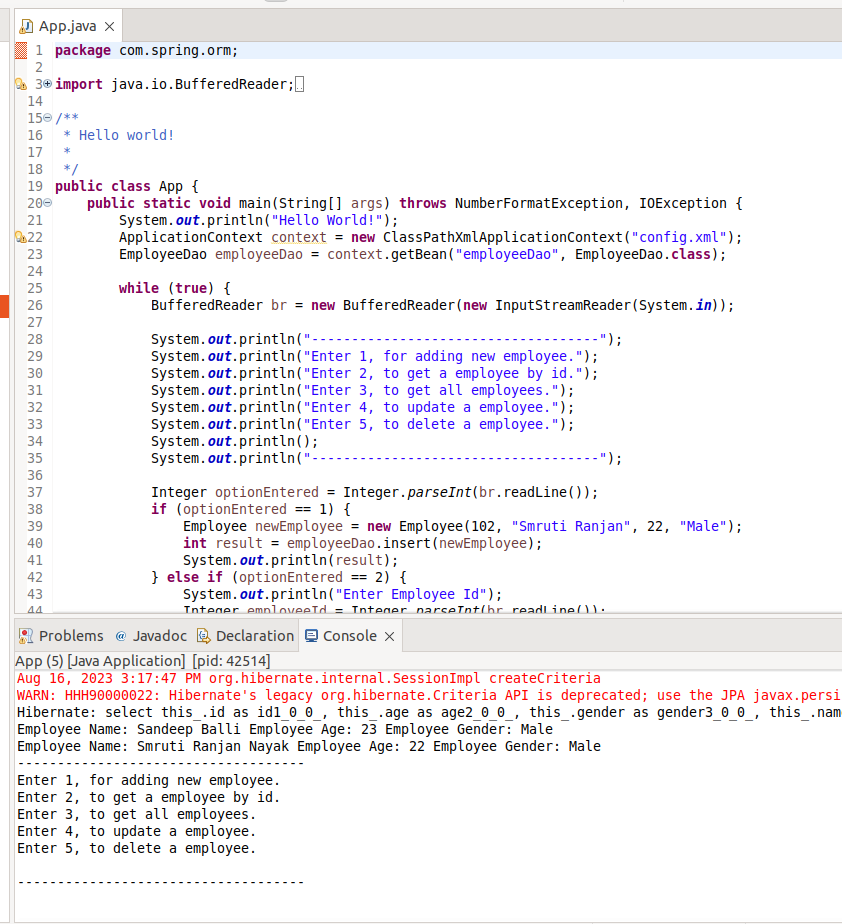 App.java
1 package com.spring.orm;
2
3 import java.io.BufferedReader;
14
15 /**
16  * Hello world!
17  *
18  */
19 public class App {
20     public static void main(String[] args) throws NumberFormatException, IOException {
21         System.out.println("Hello World!");
22         ApplicationContext context = new ClassPathXmlApplicationContext("config.xml");
23         EmployeeDao employeeDao = context.getBean("employeeDao", EmployeeDao.class);
24
25         while (true) {
26             BufferedReader br = new BufferedReader(new InputStreamReader(System.in));
27
28             System.out.println("------------------------------------");
29             System.out.println("Enter 1, for adding new employee.");
30             System.out.println("Enter 2, to get a employee by id.");
31             System.out.println("Enter 3, to get all employees.");
32             System.out.println("Enter 4, to update a employee.");
33             System.out.println("Enter 5, to delete a employee.");
34             System.out.println();
35             System.out.println("------------------------------------");
36
37             Integer optionEntered = Integer.parseInt(br.readLine());
38             if (optionEntered == 1) {
39                 Employee newEmployee = new Employee(102, "Smruti Ranjan", 22, "Male");
40                 int result = employeeDao.insert(newEmployee);
41                 System.out.println(result);
42             } else if (optionEntered == 2) {
43                 System.out.println("Enter Employee Id");
44                 Integer employeeId = Integer.parseInt(br.readLine());
Problems Javadoc Declaration Console
App (5) [Java Application] [pid: 42514]
Aug 16, 2023 3:17:47 PM org.hibernate.internal.SessionImpl createCriteria
WARN: HHH90000022: Hibernate's legacy org.hibernate.Criteria API is deprecated; use the JPA javax.persi
Hibernate: select this_.id as id1_0_0_, this_.age as age2_0_0_, this_.gender as gender3_0_0_, this_.nam
Employee Name: Sandeep Balli Employee Age: 23 Employee Gender: Male
Employee Name: Smruti Ranjan Nayak Employee Age: 22 Employee Gender: Male
------------------------------------
Enter 1, for adding new employee.
Enter 2, to get a employee by id.
Enter 3, to get all employees.
Enter 4, to update a employee.
Enter 5, to delete a employee.

------------------------------------